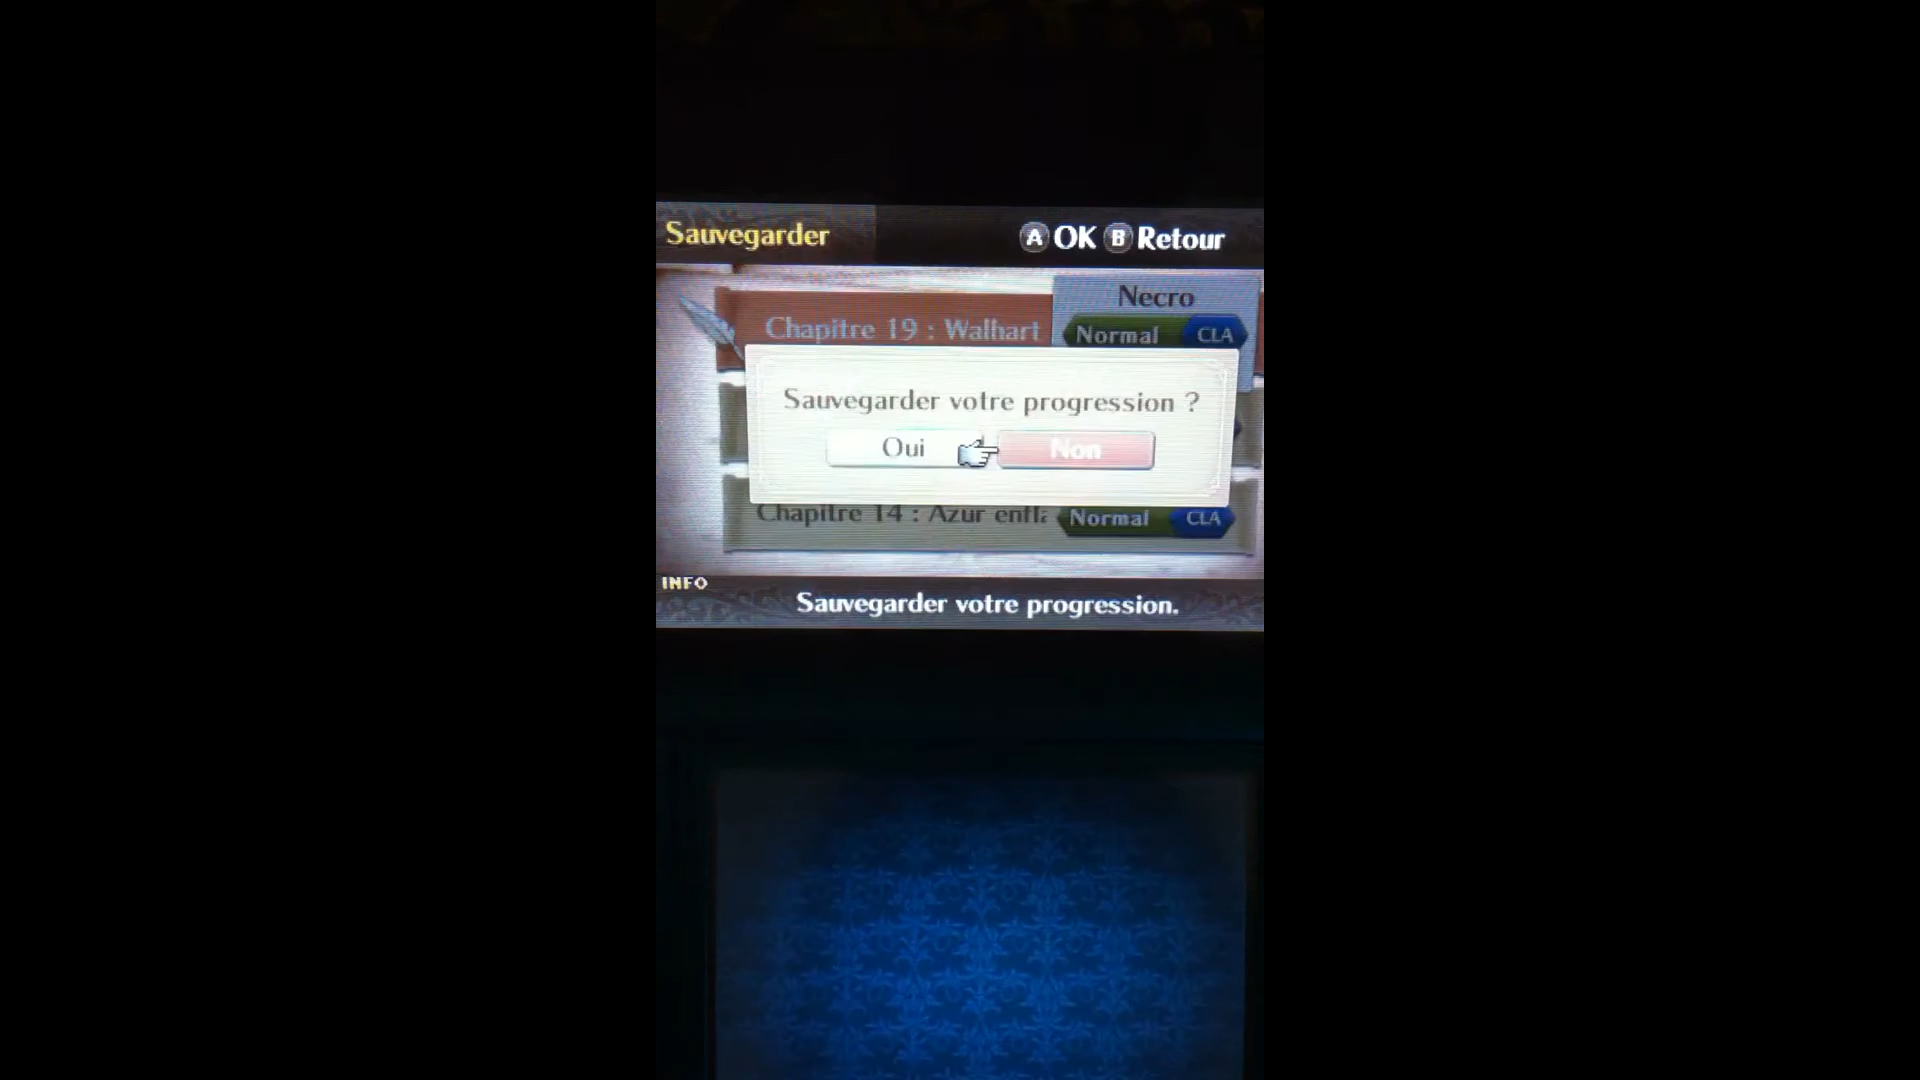 Sauvegarder
A OK B Retour
Necro
Chapitre 19 : Walhart
Normal CLA
Sauvegarder votre progression ?
Oui
Non
Chapitre 14 : Azur enfla
Normal CLA
INFO
Sauvegarder votre progression.